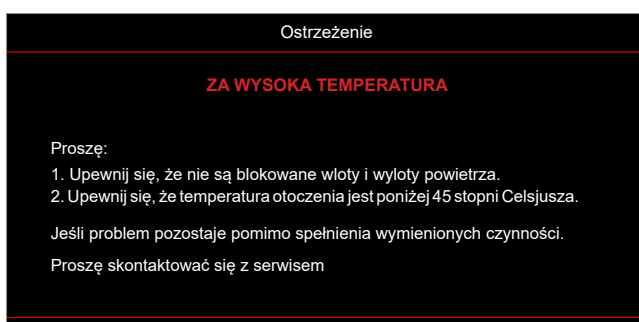 Ostrzeżenie
ZA WYSOKA TEMPERATURA
Proszę:
1. Upewnij się, że nie są blokowane wloty i wyloty powietrza.
2. Upewnij się, że temperatura otoczenia jest poniżej 45 stopni Celsjusza.
Jeśli problem pozostaje pomimo spełnienia wymienionych czynności.
Proszę skontaktować się z serwisem